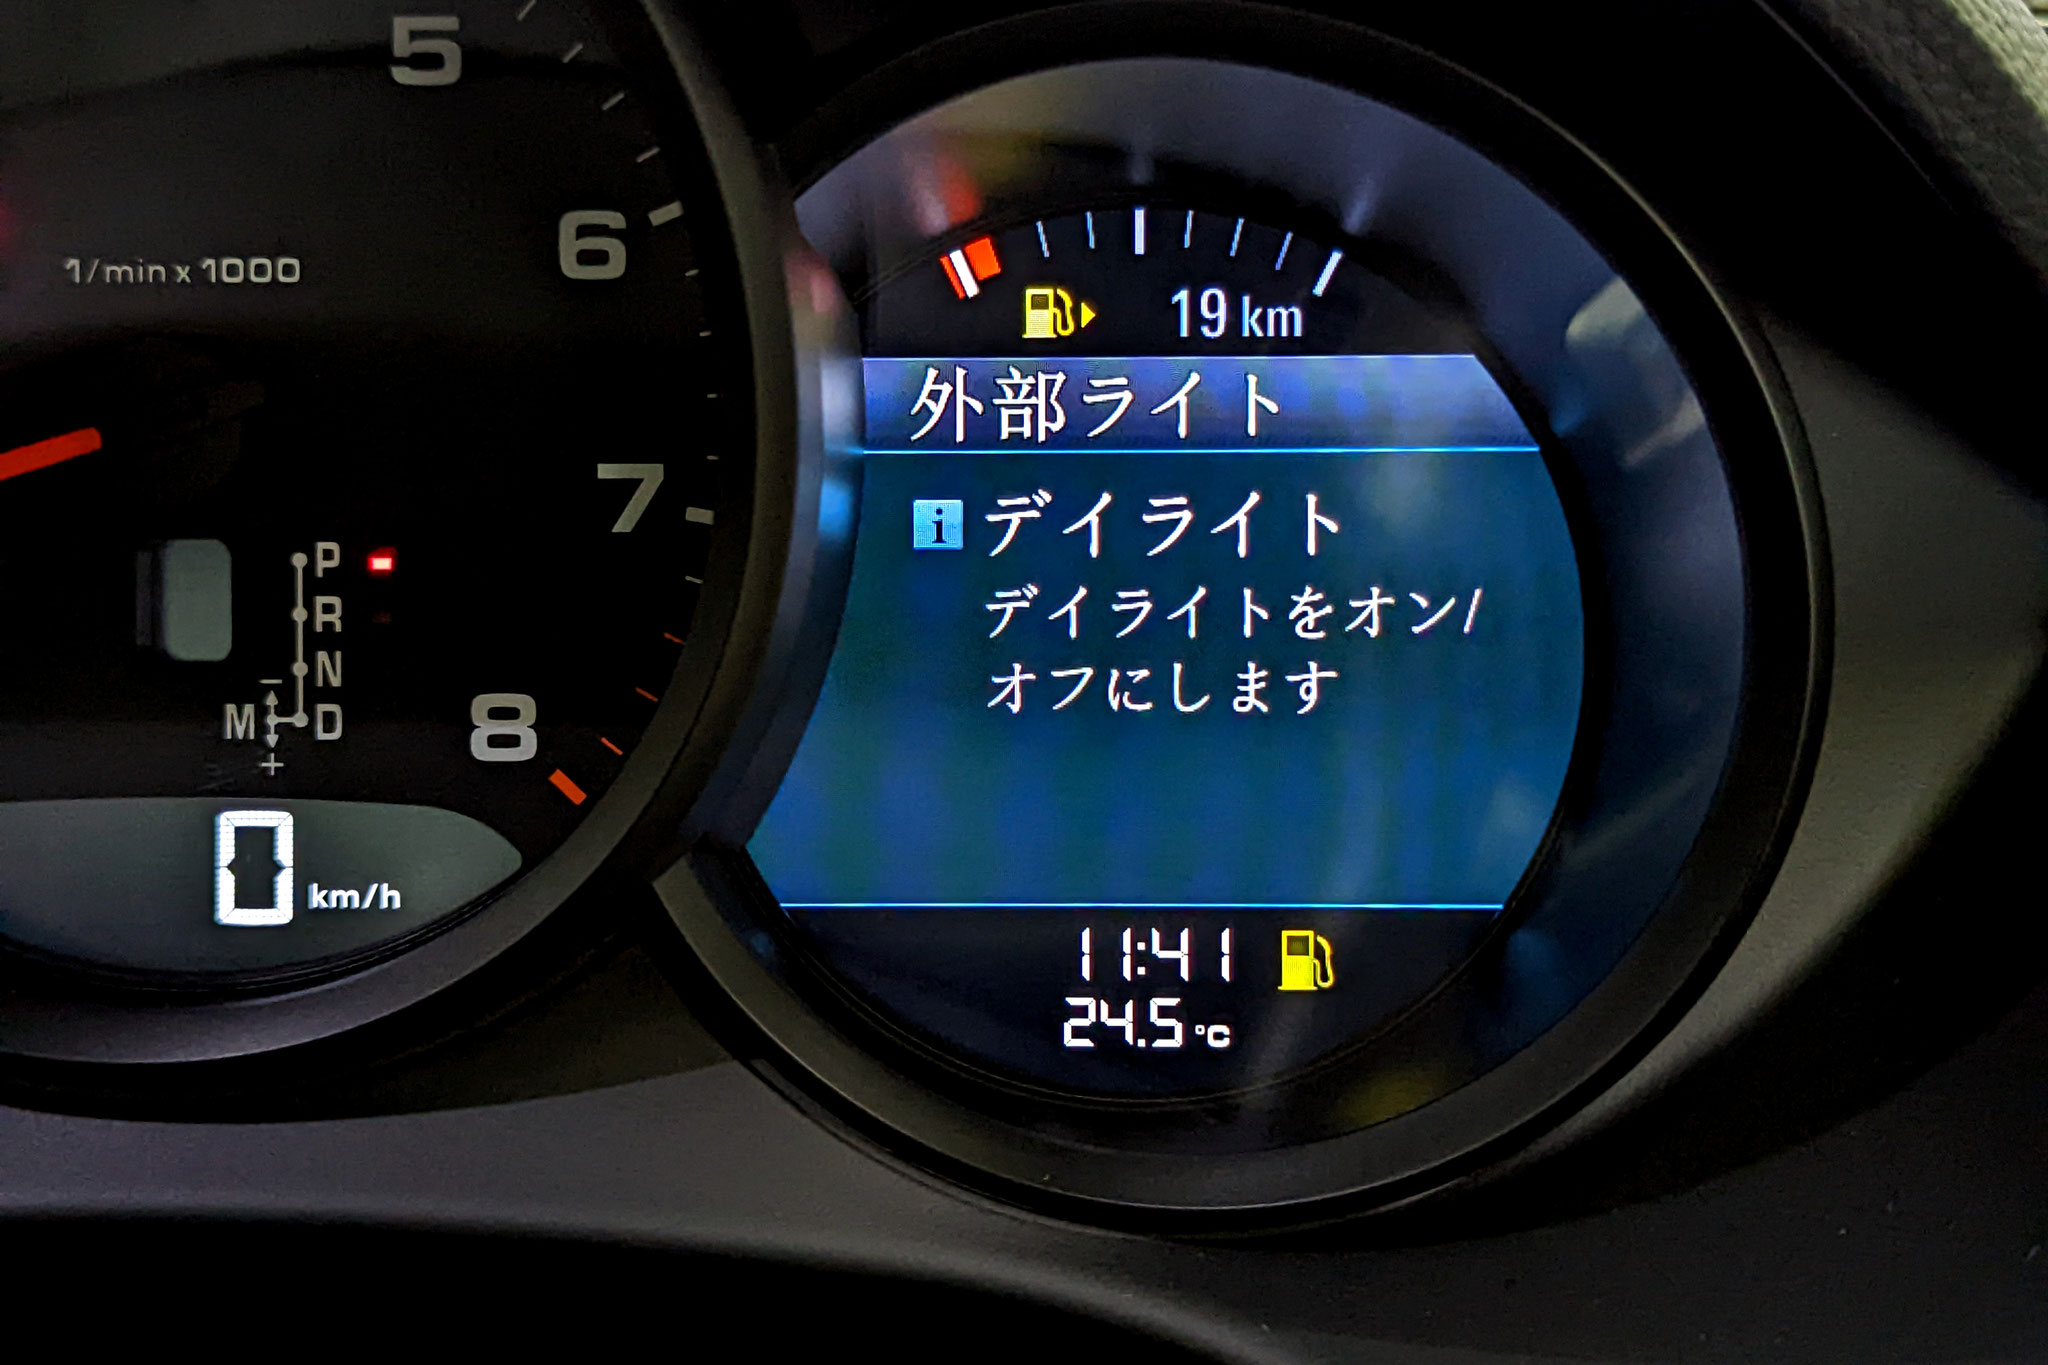 5
6
1/min x 1000
7
8
P
R
N
M D
−
+
0 km/h
19 km
外部ライト
i デイライト
デイライトをオン/
オフにします
11:41
24.5 °C